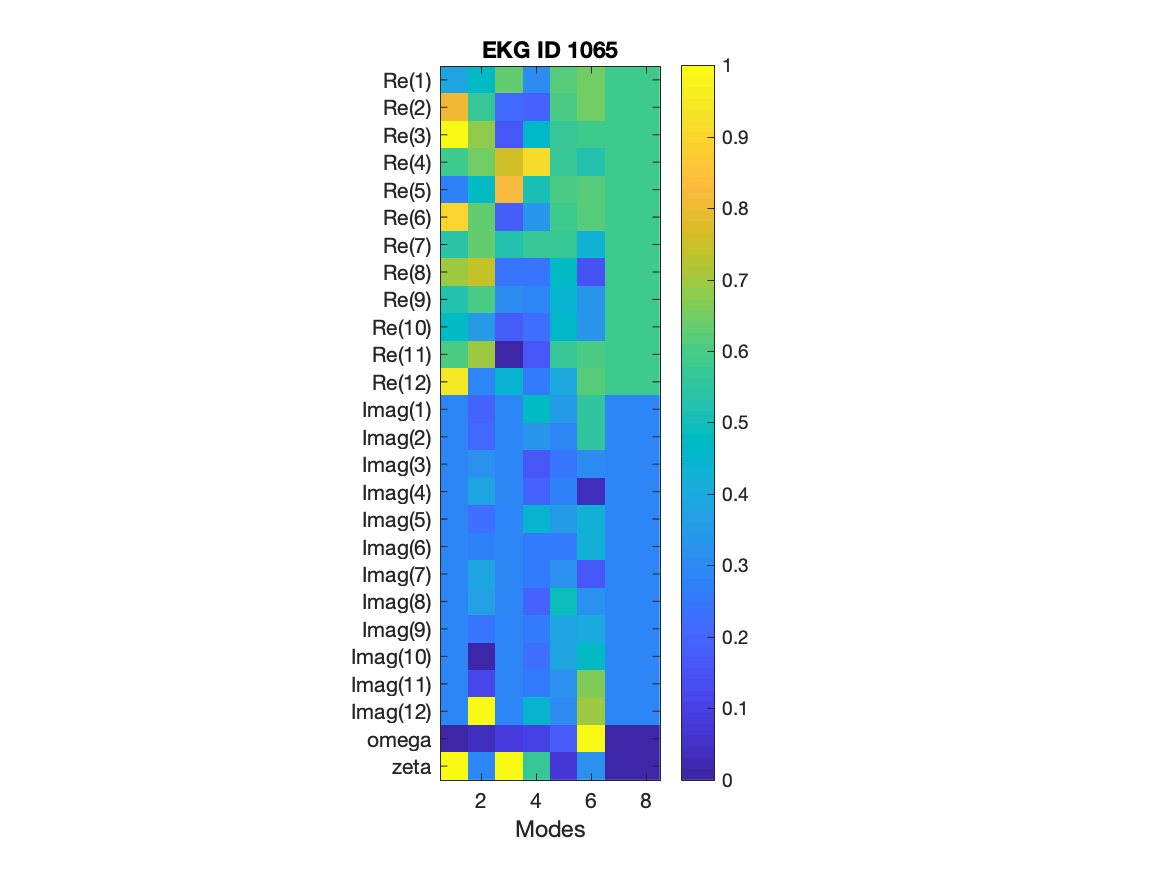 EKG ID 1065
Re(1)
Re(2)
Re(3)
Re(4)
Re(5)
Re(6)
Re(7)
Re(8)
Re(9)
Re(10)
Re(11)
Re(12)
Imag(1)
Imag(2)
Imag(3)
Imag(4)
Imag(5)
Imag(6)
Imag(7)
Imag(8)
Imag(9)
Imag(10)
Imag(11)
Imag(12)
omega
zeta
2 4 6 8
Modes
1
0.9
0.8
0.7
0.6
0.5
0.4
0.3
0.2
0.1
0